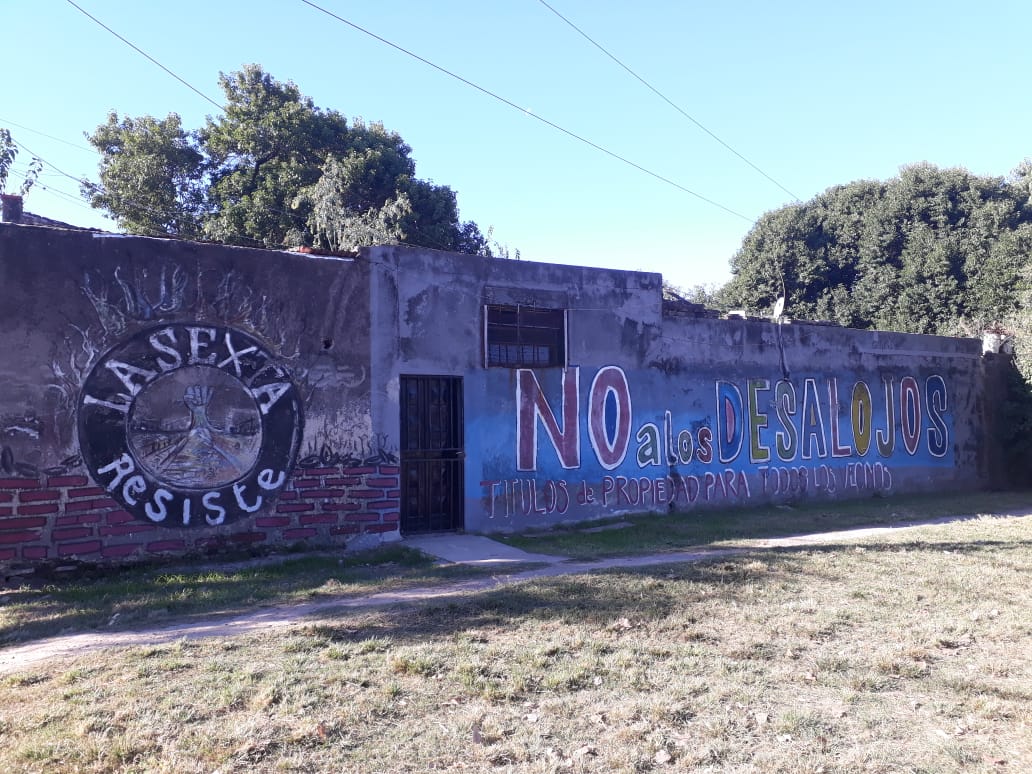 LA SEXTA
Resiste
NO a los DESALOJOS
TITULOS de PROPIEDAD PARA TODOS LOS VECINOS